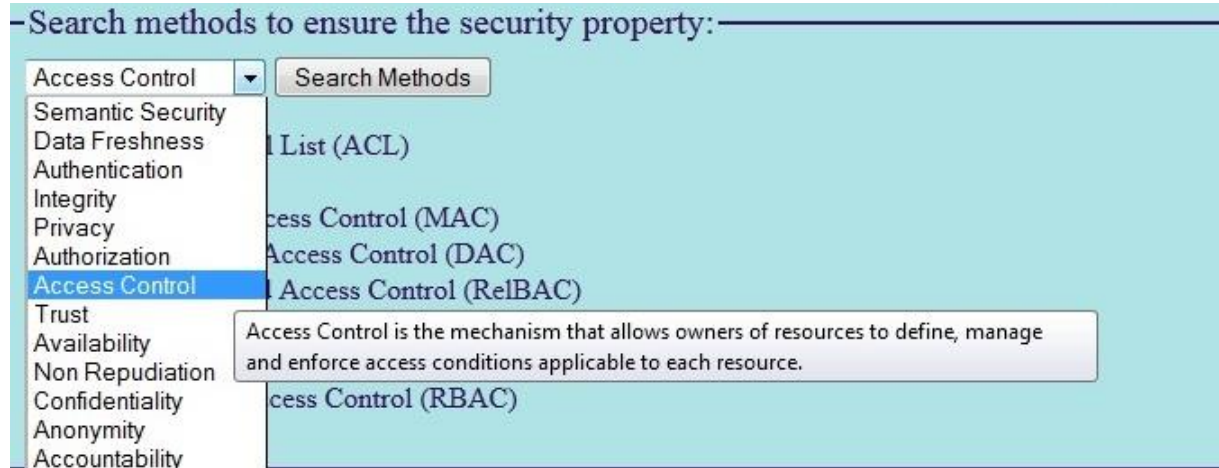 Search methods to ensure the security property:
Access Control
Search Methods
Semantic Security
Data Freshness
Authentication
Integrity
Privacy
Authorization
Access Control
Trust
Availability
Non Repudiation
Confidentiality
Anonymity
Accountability
List (ACL)
Control (MAC)
Access Control (DAC)
Access Control (RelBAC)
Access Control is the mechanism that allows owners of resources to define, manage
and enforce access conditions applicable to each resource.
Control (RBAC)